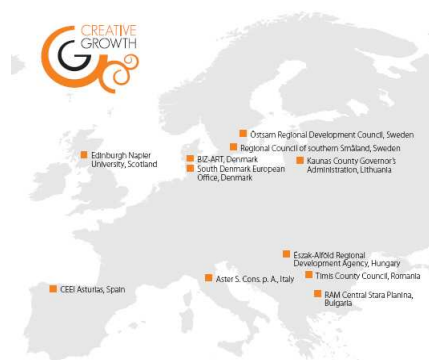 CREATIVE
GROWTH
Östsam Regional Development Council, Sweden
Regional Council of southern Småland, Sweden
Edinburgh Napier
University, Scotland
BIZ-ART, Denmark
South Denmark European
Office, Denmark
Kaunas County Governor's
Administration, Lithuania
Észak-Alföld Regional
Development Agency, Hungary
Aster S. Cons. p. A., Italy
Timis County Council, Romania
CEEI Asturias, Spain
RAM Central Stara Planina,
Bulgaria